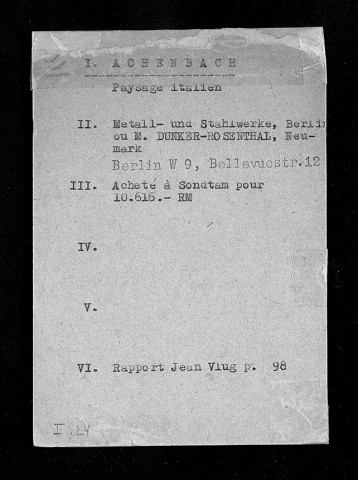 I. ACHENBACH
Paysage italien
II. Metall- und Stahlwerke, Berlin
ou M. DUNKER-ROSENTHAL, Neu-
mark
Berlin W 9, Bellevuestr.12
III. Acheté à Sondtam pour
10.616.- RM
IV.
V.
VI. Rapport Jean Vlug p. 98
I, 24